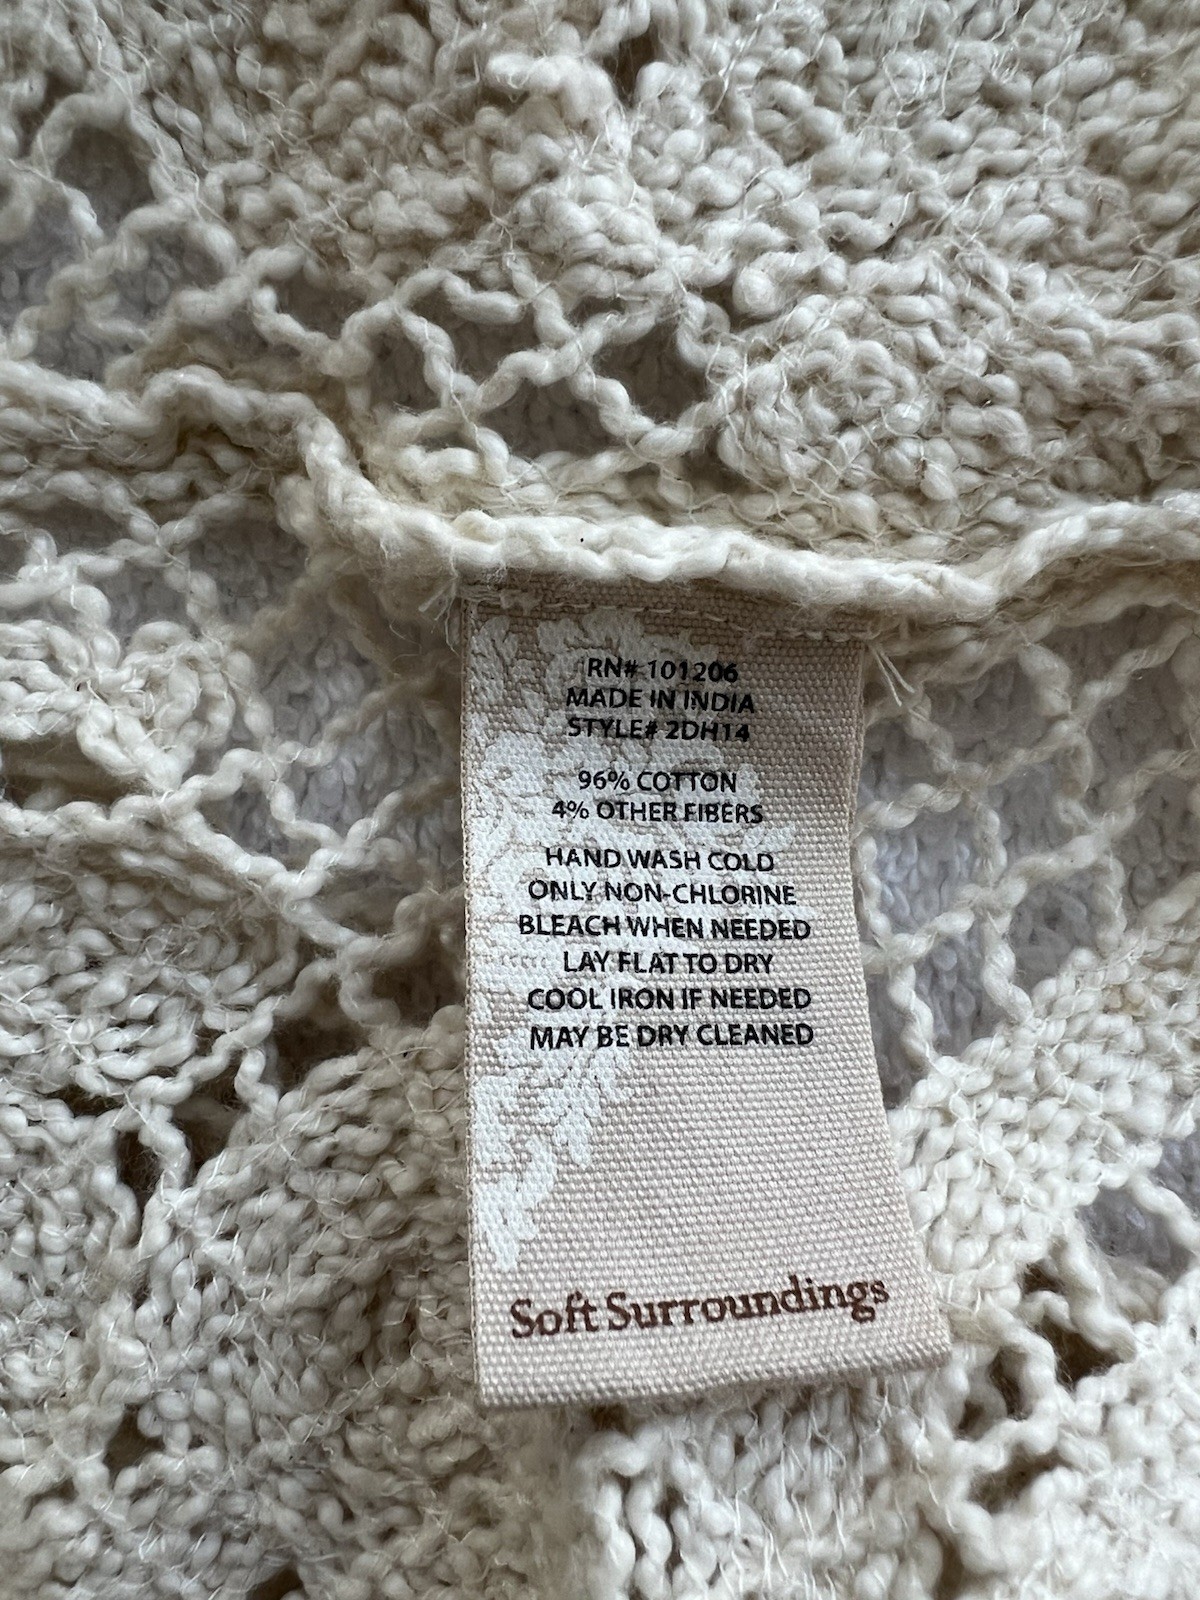 RN# 101206
MADE IN INDIA
STYLE# 2DH14
96% COTTON
4% OTHER FIBERS
HAND WASH COLD
ONLY NON-CHLORINE
BLEACH WHEN NEEDED
LAY FLAT TO DRY
COOL IRON IF NEEDED
MAY BE DRY CLEANED
Soft Surroundings